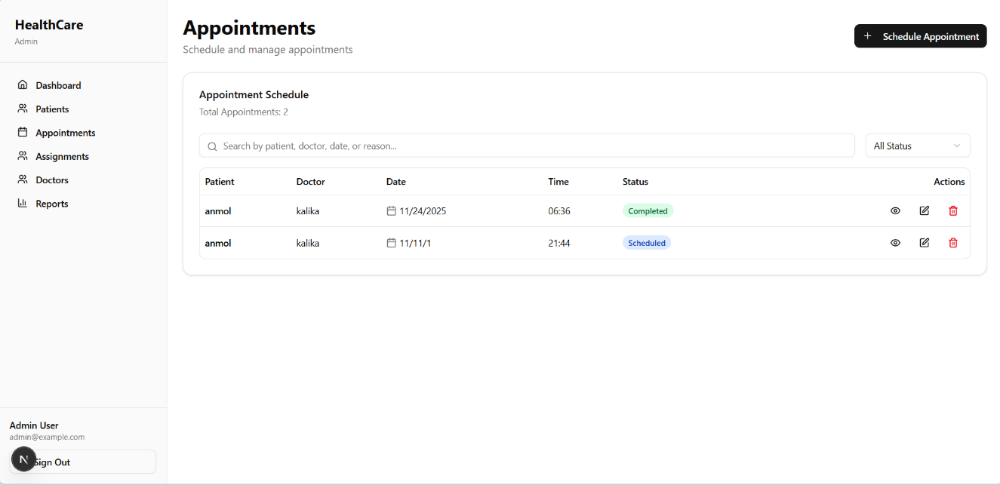 HealthCare
Admin
Dashboard
Patients
Appointments
Assignments
Doctors
Reports
Admin User
admin@example.com
N
Sign Out
Appointments
Schedule and manage appointments
+ Schedule Appointment
Appointment Schedule
Total Appointments: 2
Search by patient, doctor, date, or reason...
All Status
Patient Doctor Date Time Status Actions
anmol kalika 11/24/2025 06:36 Completed
anmol kalika 11/11/1 21:44 Scheduled